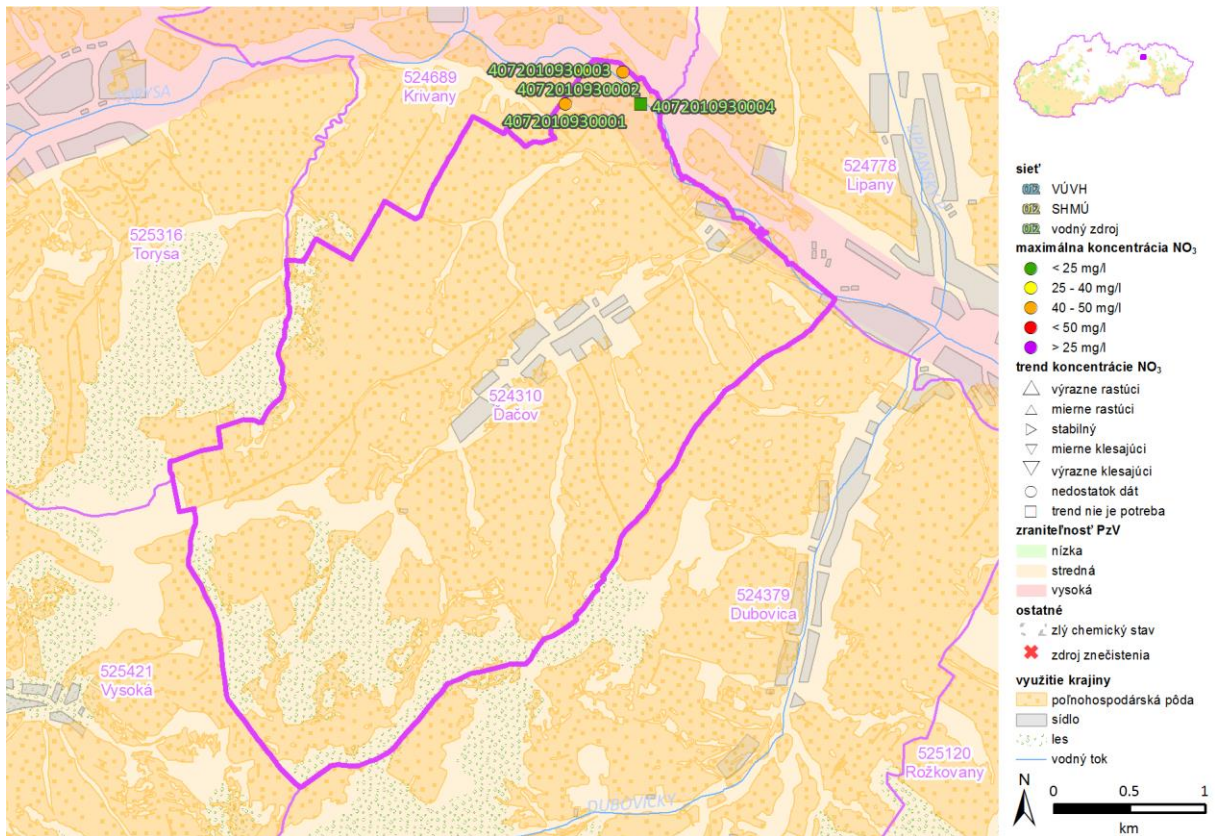 4072010930003
524689
Krivany
4072010930002
4072010930004
4072010930001
524778
Lipany
525316
Torysa
524310
Ďačov
524379
Dubovica
525421
Vysoká
525120
Rožkovany
DUBOVICKÝ
sieť
VÚVH
SHMÚ
vodný zdroj
maximálna koncentrácia NO3
< 25 mg/l
25 - 40 mg/l
40 - 50 mg/l
< 50 mg/l
> 25 mg/l
trend koncentrácie NO3
výrazne rastúci
mierne rastúci
stabilný
mierne klesajúci
výrazne klesajúci
nedostatok dát
trend nie je potreba
zraniteľnosť PzV
nízka
stredná
vysoká
ostatné
zlý chemický stav
zdroj znečistenia
využitie krajiny
poľnohospodárská pôda
sídlo
les
vodný tok
N
0 0.5 1
km